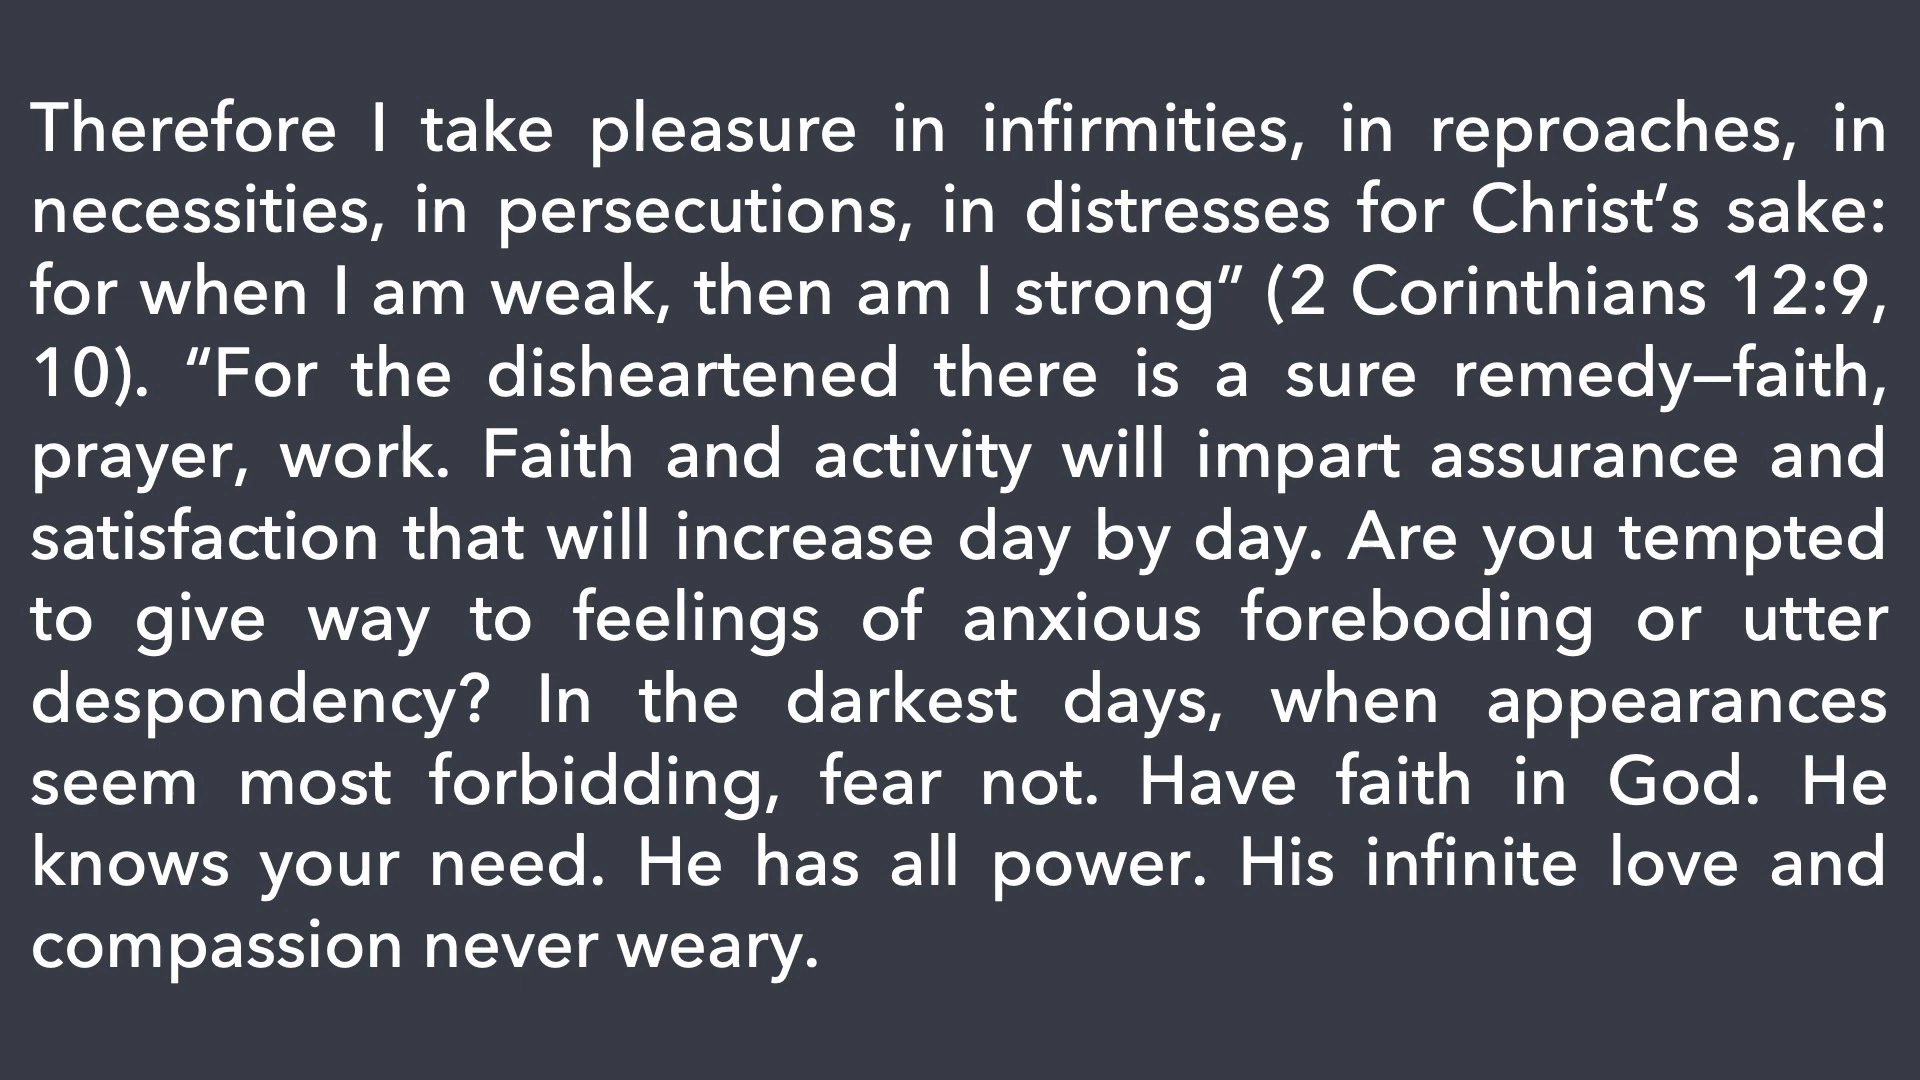 Therefore I take pleasure in infirmities, in reproaches, in
necessities, in persecutions, in distresses for Christ’s sake:
for when I am weak, then am I strong” (2 Corinthians 12:9,
10). “For the disheartened there is a sure remedy—faith,
prayer, work. Faith and activity will impart assurance and
satisfaction that will increase day by day. Are you tempted
to give way to feelings of anxious foreboding or utter
despondency? In the darkest days, when appearances
seem most forbidding, fear not. Have faith in God. He
knows your need. He has all power. His infinite love and
compassion never weary.